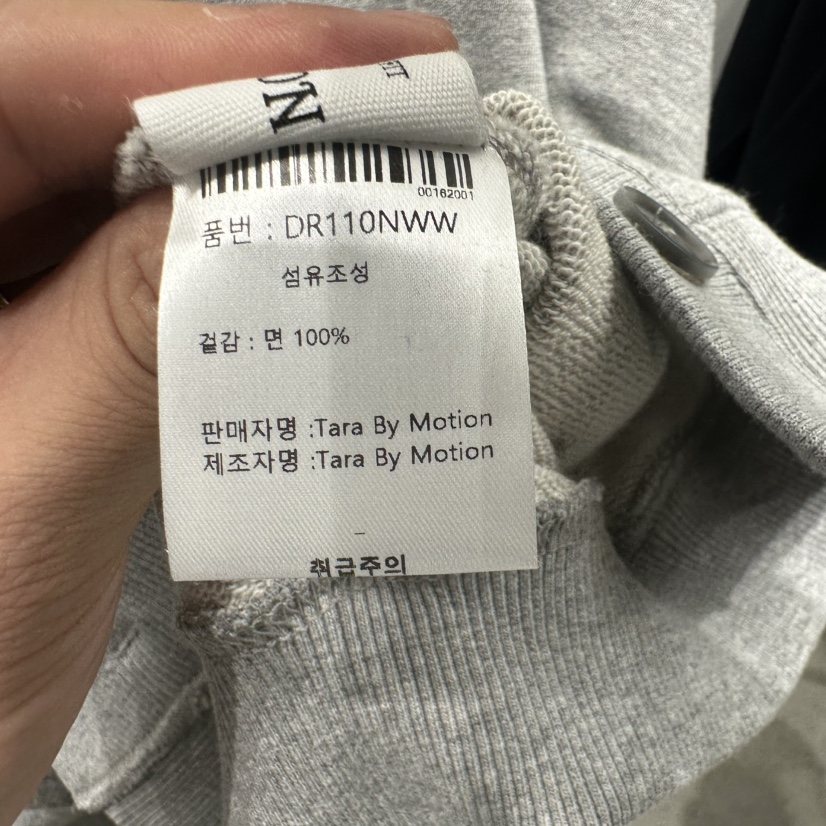 00162001
품번 : DR110NWW
섬유조성
겉감 : 면 100%
판매자명 :Tara By Motion
제조자명 :Tara By Motion
-
취급주의